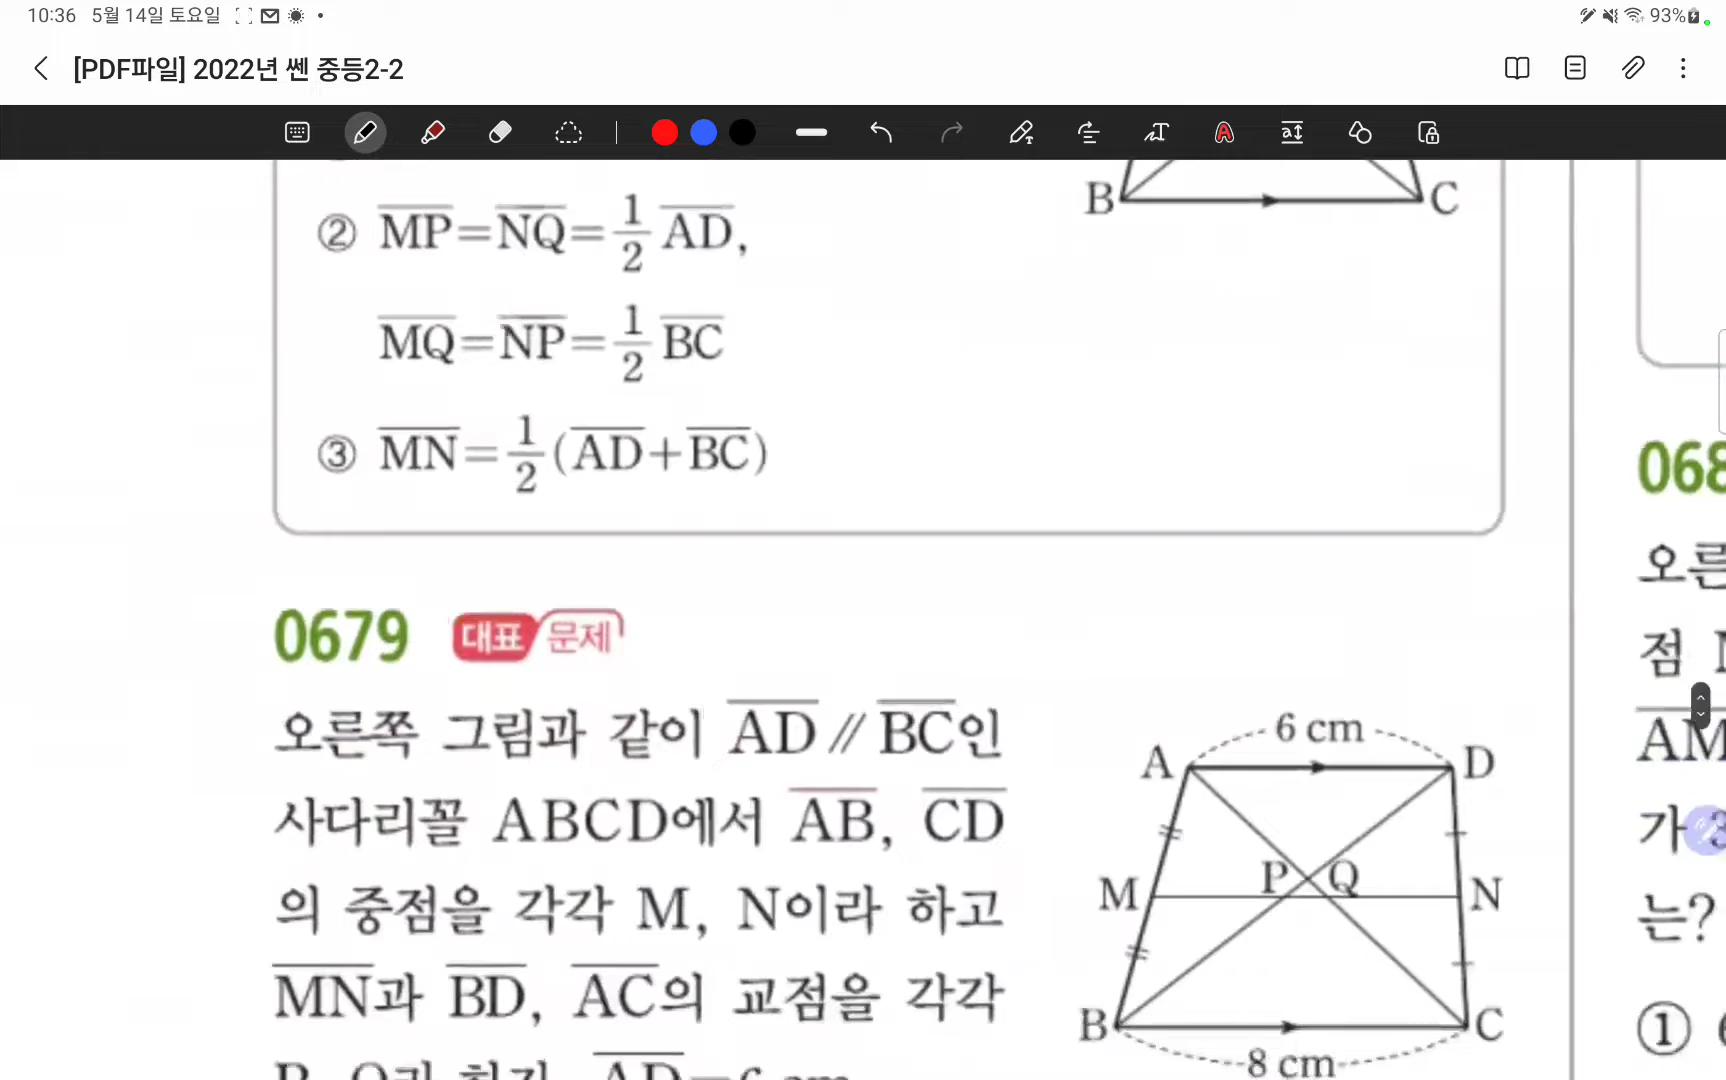 10:36 5월 14일 토요일
93%
[PDF파일] 2022년 쎈 중등2-2
B C
② MP=NQ=1/2 AD,
MQ=NP=1/2 BC
③ MN=1/2(AD+BC)
0679 대표 문제
오른쪽 그림과 같이 AD∥BC인
사다리꼴 ABCD에서 AB, CD
의 중점을 각각 M, N이라 하고
MN과 BD, AC의 교점을 각각
6 cm
A D
M P Q N
B C
8 cm
068
오른
점
AM
가
는?
①